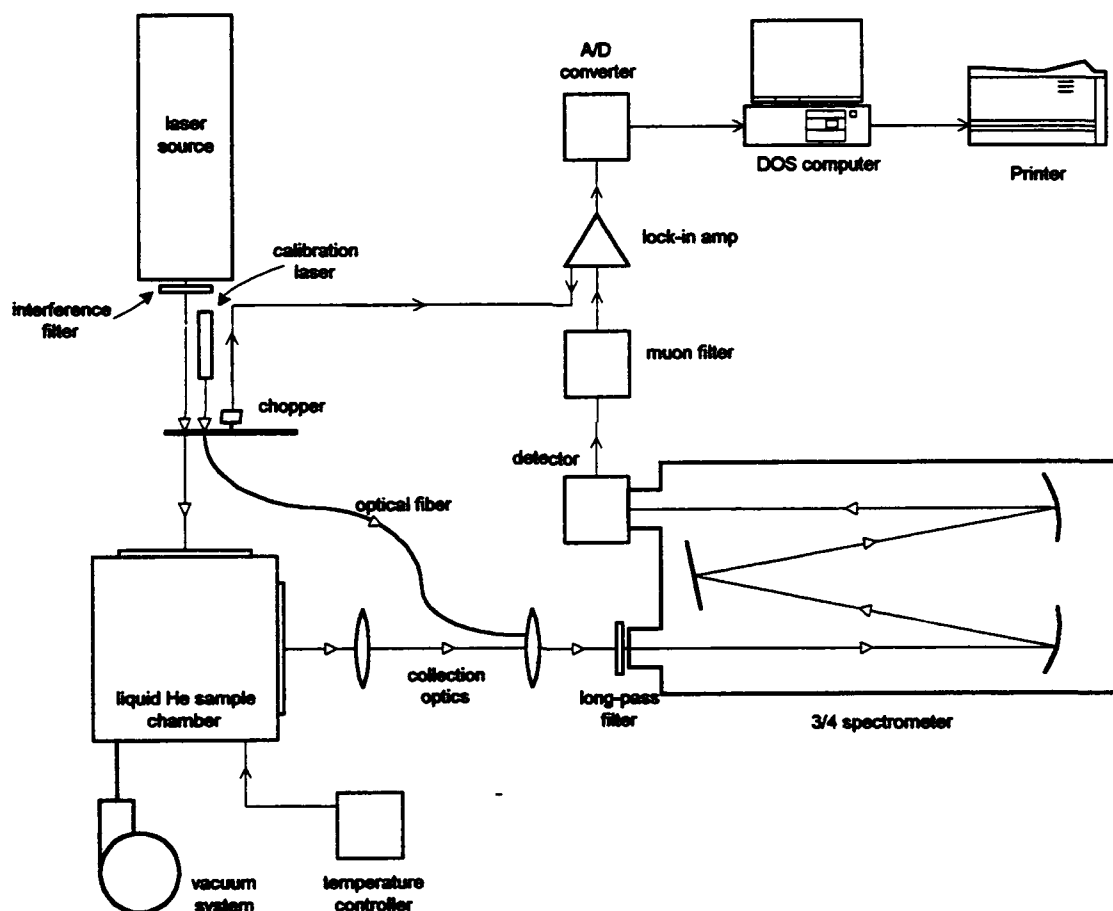 A/D
converter
laser
source
DOS computer
Printer
lock-in amp
calibration
laser
interference
filter
muon filter
chopper
detector
optical fiber
collection
optics
long-pass
filter
3/4 spectrometer
liquid He sample
chamber
vacuum
system
temperature
controller